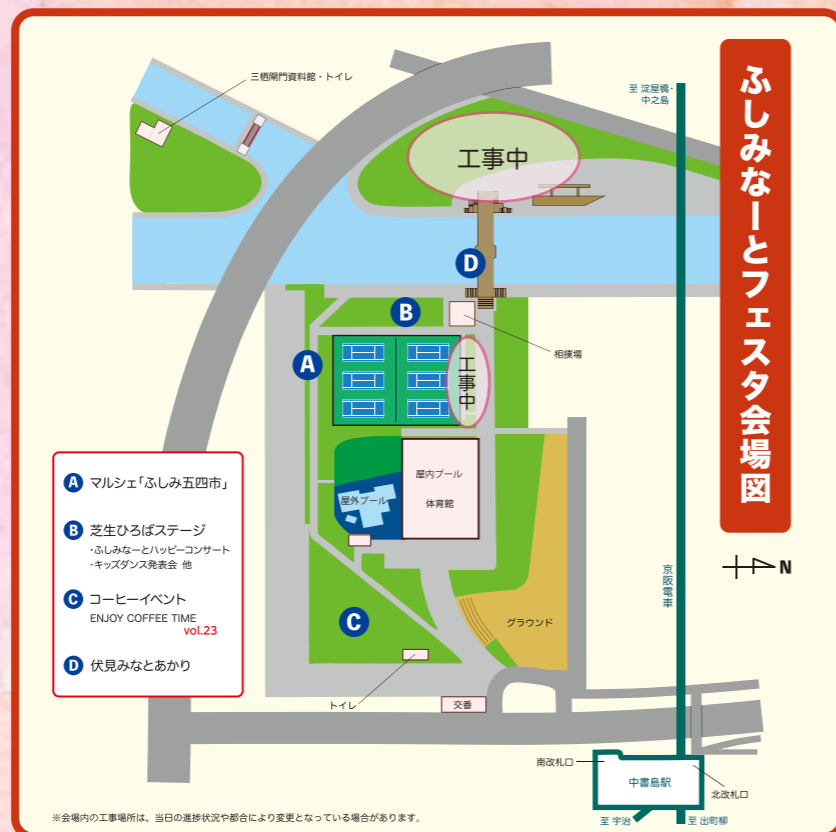 ふしみなーとフェスタ会場図
三栖閘門資料館・トイレ
至 淀屋橋・
中之島
工事中
D
B
相撲場
A
工事中
屋内プール
体育館
屋外プール
C
グラウンド
トイレ
交番
京阪電車
N
南改札口
中書島駅
北改札口
至 宇治
至 出町柳
A マルシェ「ふしみ五四市」
B 芝生ひろばステージ
・ふしみなーとハッピーコンサート
・キッズダンス発表会 他
C コーヒーイベント
ENJOY COFFEE TIME
vol.23
D 伏見みなとあかり
※会場内の工事場所は、当日の進捗状況や都合により変更となっている場合があります。